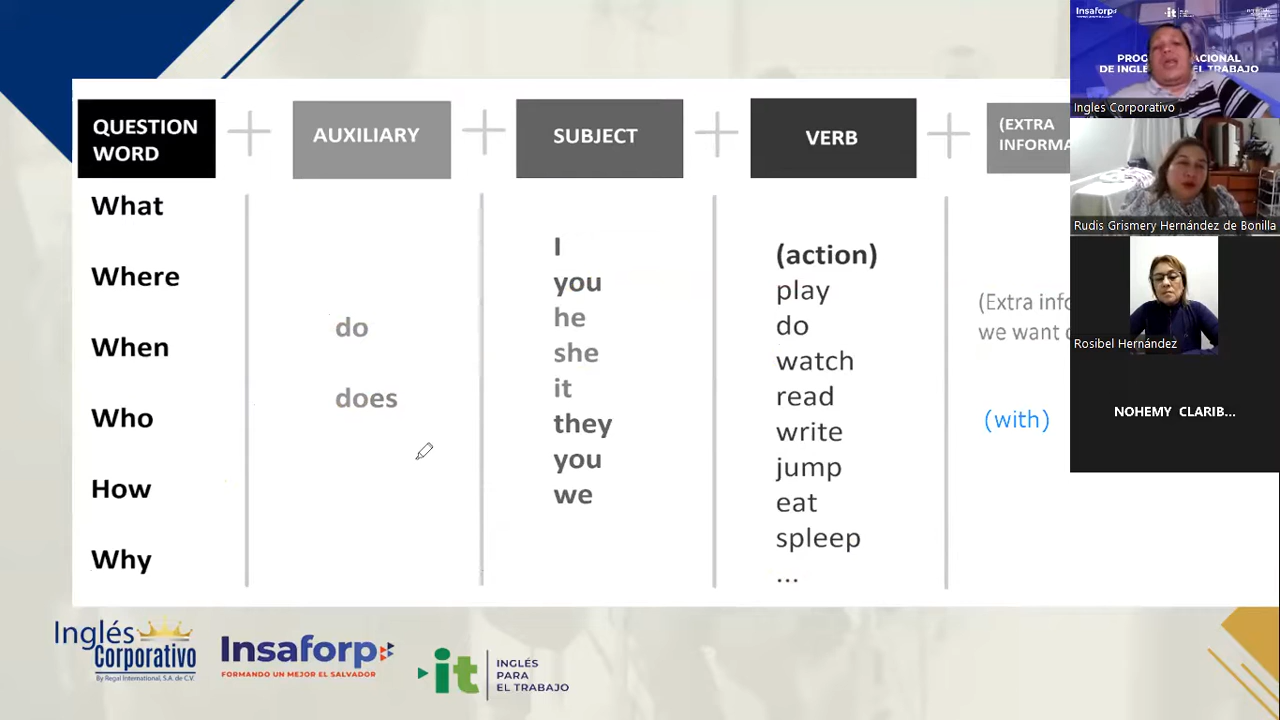 QUESTION
WORD
AUXILIARY
SUBJECT
VERB
(EXTRA
INFORMA
What
Where
When
Who
How
Why
do
does
I
you
he
she
it
they
you
we
(action)
play
do
watch
read
write
jump
eat
spleep
...
(Extra info
we want
(with)
Insaforp
it
Ingles Corporativo
Rudis Grismery Hernández de Bonilla
Rosibel Hernández
NOHEMY CLARIB...
Inglés
Corporativo
By Regal International, S.A. de C.V.
Insaforp
FORMANDO UN MEJOR EL SALVADOR
it
INGLÉS
PARA
EL TRABAJO